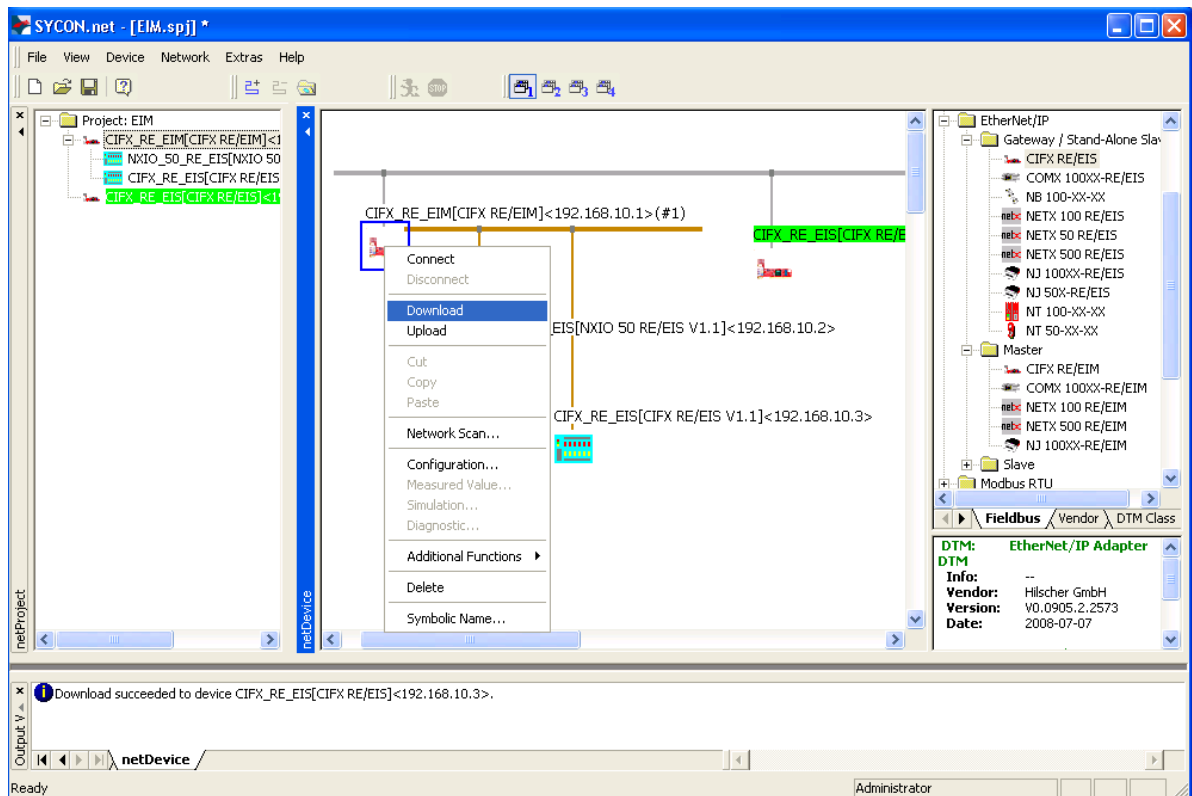 SYCON.net - [EIM.spj] *
File View Device Network Extras Help
Project: EIM
CIFX_RE_EIM[CIFX RE/EIM]<1
NXIO_50_RE_EIS[NXIO 50
CIFX_RE_EIS[CIFX RE/EIS
CIFX_RE_EIS[CIFX RE/EIS]<1
netProject
netDevice
CIFX_RE_EIM[CIFX RE/EIM]<192.168.10.1>(#1)
CIFX_RE_EIS[CIFX RE/E
_EIS[NXIO 50 RE/EIS V1.1]<192.168.10.2>
CIFX_RE_EIS[CIFX RE/EIS V1.1]<192.168.10.3>
Connect
Disconnect
Download
Upload
Cut
Copy
Paste
Network Scan...
Configuration...
Measured Value...
Simulation...
Diagnostic...
Additional Functions
Delete
Symbolic Name...
EtherNet/IP
Gateway / Stand-Alone Slav
CIFX RE/EIS
COMX 100XX-RE/EIS
NB 100-XX-XX
NETX 100 RE/EIS
NETX 50 RE/EIS
NETX 500 RE/EIS
NJ 100XX-RE/EIS
NJ 50X-RE/EIS
NT 100-XX-XX
NT 50-XX-XX
Master
CIFX RE/EIM
COMX 100XX-RE/EIM
NETX 100 RE/EIM
NETX 500 RE/EIM
NJ 100XX-RE/EIM
Slave
Modbus RTU
Fieldbus Vendor DTM Class
DTM: EtherNet/IP Adapter
DTM
Info: --
Vendor: Hilscher GmbH
Version: V0.0905.2.2573
Date: 2008-07-07
Output V
Download succeeded to device CIFX_RE_EIS[CIFX RE/EIS]<192.168.10.3>.
netDevice
Ready
Administrator